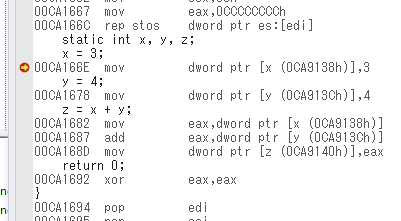 00CA1667 mov eax,0CCCCCCCCh
00CA166C rep stos dword ptr es:[edi]
static int x, y, z;
x = 3;
00CA166E mov dword ptr [x (0CA9138h)],3
y = 4;
00CA1678 mov dword ptr [y (0CA913Ch)],4
z = x + y;
00CA1682 mov eax,dword ptr [x (0CA9138h)]
00CA1687 add eax,dword ptr [y (0CA913Ch)]
00CA168D mov dword ptr [z (0CA9140h)],eax
return 0;
00CA1692 xor eax,eax
}
00CA1694 pop edi